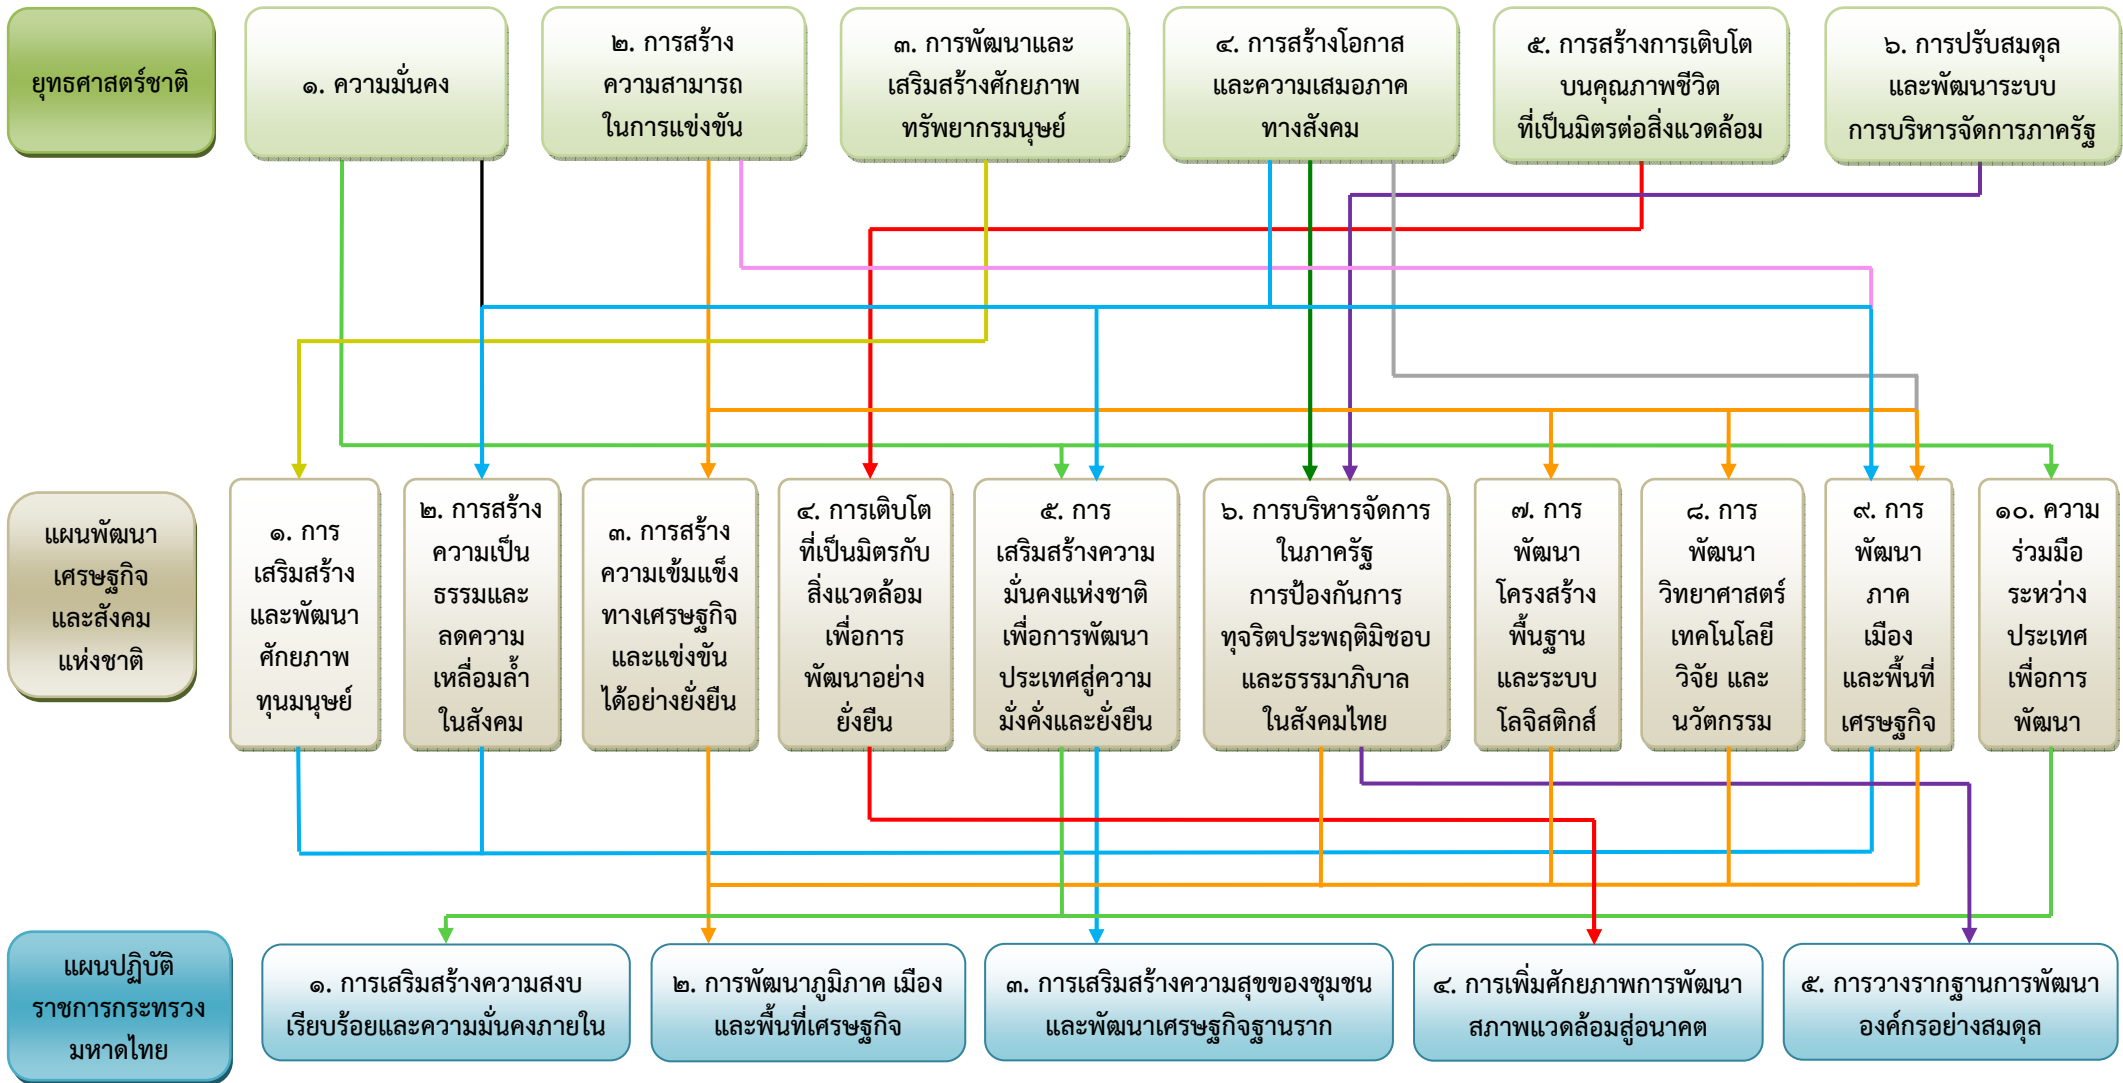 ยุทธศาสตร์ชาติ
๑. ความมั่นคง
๒. การสร้าง
ความสามารถ
ในการแข่งขัน
๓. การพัฒนาและ
เสริมสร้างศักยภาพ
ทรัพยากรมนุษย์
๔. การสร้างโอกาส
และความเสมอภาค
ทางสังคม
๕. การสร้างการเติบโต
บนคุณภาพชีวิต
ที่เป็นมิตรต่อสิ่งแวดล้อม
๖. การปรับสมดุล
และพัฒนาระบบ
การบริหารจัดการภาครัฐ
แผนพัฒนา
เศรษฐกิจ
และสังคม
แห่งชาติ
๑. การ
เสริมสร้าง
และพัฒนา
ศักยภาพ
ทุนมนุษย์
๒. การสร้าง
ความเป็น
ธรรมและ
ลดความ
เหลื่อมล้ำ
ในสังคม
๓. การสร้าง
ความเข้มแข็ง
ทางเศรษฐกิจ
และแข่งขัน
ได้อย่างยั่งยืน
๔. การเติบโต
ที่เป็นมิตรกับ
สิ่งแวดล้อม
เพื่อการ
พัฒนาอย่าง
ยั่งยืน
๕. การ
เสริมสร้างความ
มั่นคงแห่งชาติ
เพื่อการพัฒนา
ประเทศสู่ความ
มั่งคั่งและยั่งยืน
๖. การบริหารจัดการ
ในภาครัฐ
การป้องกันการ
ทุจริตประพฤติมิชอบ
และธรรมาภิบาล
ในสังคมไทย
๗. การ
พัฒนา
โครงสร้าง
พื้นฐาน
และระบบ
โลจิสติกส์
๘. การ
พัฒนา
วิทยาศาสตร์
เทคโนโลยี
วิจัย และ
นวัตกรรม
๙. การ
พัฒนา
ภาค
เมือง
และพื้นที่
เศรษฐกิจ
๑๐. ความ
ร่วมมือ
ระหว่าง
ประเทศ
เพื่อการ
พัฒนา
แผนปฏิบัติ
ราชการกระทรวง
มหาดไทย
๑. การเสริมสร้างความสงบ
เรียบร้อยและความมั่นคงภายใน
๒. การพัฒนาภูมิภาค เมือง
และพื้นที่เศรษฐกิจ
๓. การเสริมสร้างความสุขของชุมชน
และพัฒนาเศรษฐกิจฐานราก
๔. การเพิ่มศักยภาพการพัฒนา
สภาพแวดล้อมสู่อนาคต
๕. การวางรากฐานการพัฒนา
องค์กรอย่างสมดุล